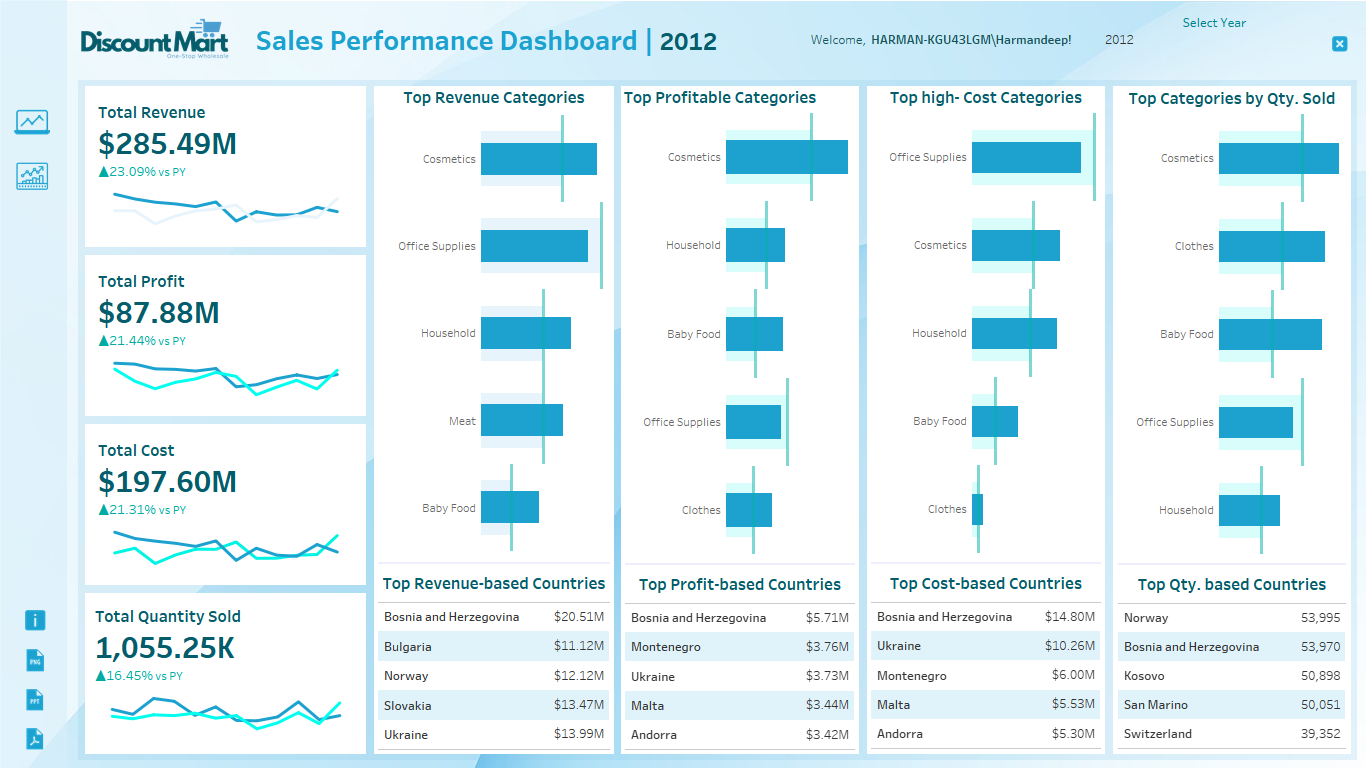 Discount Mart
One-Stop Wholesale
Sales Performance Dashboard | 2012
Welcome, HARMAN-KGU43LGM\Harmandeep!
2012
Select Year
Total Revenue
$285.49M
▲23.09% vs PY
Total Profit
$87.88M
▲21.44% vs PY
Total Cost
$197.60M
▲21.31% vs PY
Total Quantity Sold
1,055.25K
▲16.45% vs PY
Top Revenue Categories
Cosmetics
Office Supplies
Household
Meat
Baby Food
Top Revenue-based Countries
Bosnia and Herzegovina $20.51M
Bulgaria $11.12M
Norway $12.12M
Slovakia $13.47M
Ukraine $13.99M
Top Profitable Categories
Cosmetics
Household
Baby Food
Office Supplies
Clothes
Top Profit-based Countries
Bosnia and Herzegovina $5.71M
Montenegro $3.76M
Ukraine $3.73M
Malta $3.44M
Andorra $3.42M
Top high- Cost Categories
Office Supplies
Cosmetics
Household
Baby Food
Clothes
Top Cost-based Countries
Bosnia and Herzegovina $14.80M
Ukraine $10.26M
Montenegro $6.00M
Malta $5.53M
Andorra $5.30M
Top Categories by Qty. Sold
Cosmetics
Clothes
Baby Food
Office Supplies
Household
Top Qty. based Countries
Norway 53,995
Bosnia and Herzegovina 53,970
Kosovo 50,898
San Marino 50,051
Switzerland 39,352
i
PNG
PPT